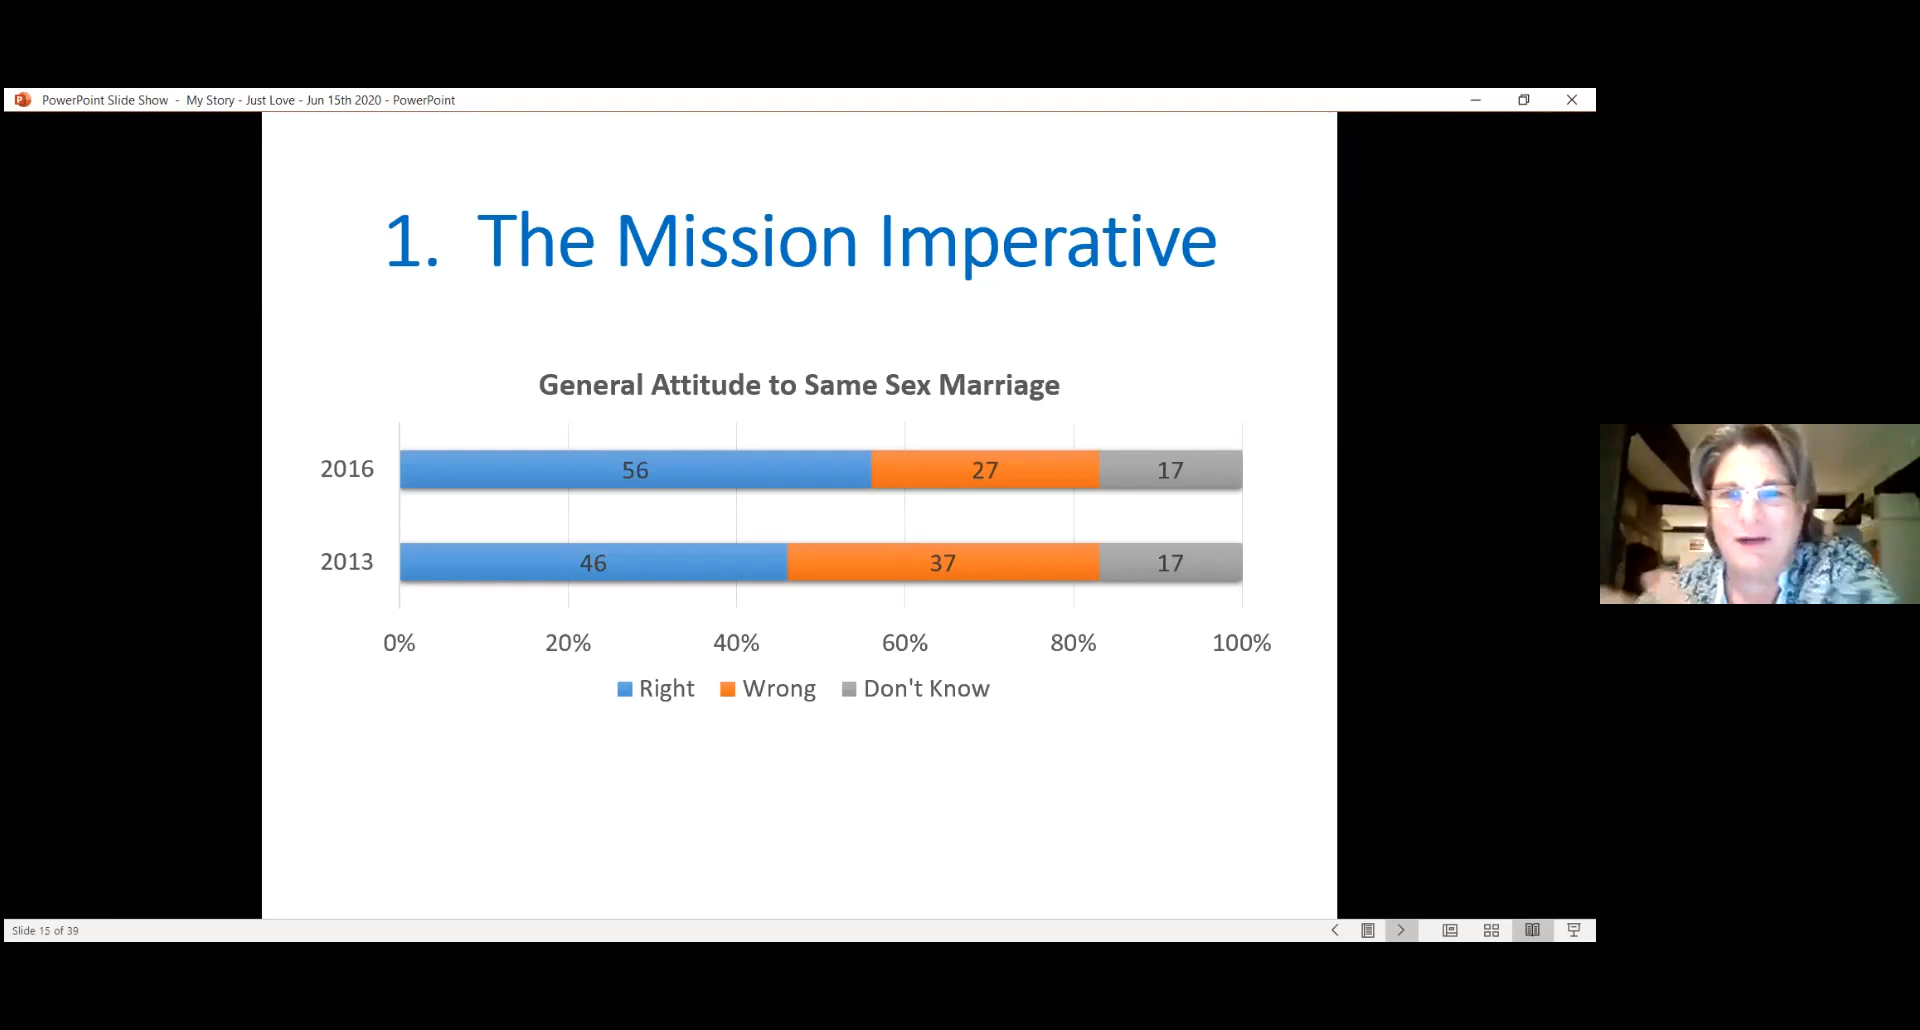 PowerPoint Slide Show - My Story - Just Love - Jun 15th 2020 - PowerPoint
1. The Mission Imperative
General Attitude to Same Sex Marriage
2016 56 27 17
2013 46 37 17
0% 20% 40% 60% 80% 100%
Right Wrong Don't Know
Slide 15 of 39